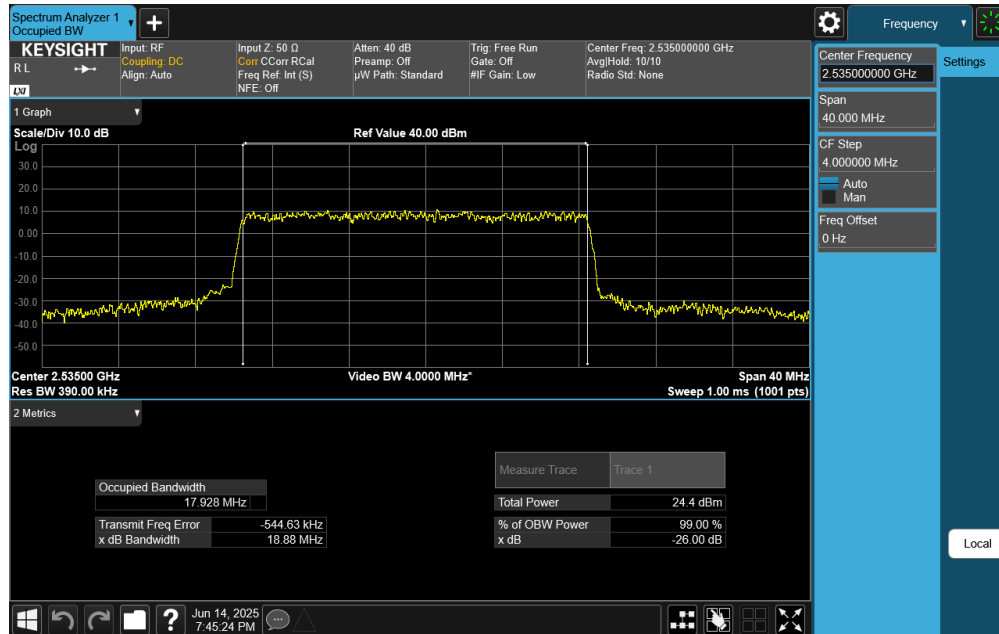 Spectrum Analyzer 1
Occupied BW
Frequency
KEYSIGHT
R L
LXI
Input: RF
Coupling: DC
Align: Auto
Input Z: 50 Ω
Corr CCorr RCal
Freq Ref: Int (S)
NFE: Off
Atten: 40 dB
Preamp: Off
µW Path: Standard
Trig: Free Run
Gate: Off
#IF Gain: Low
Center Freq: 2.535000000 GHz
Avg|Hold: 10/10
Radio Std: None
Center Frequency
2.535000000 GHz
Settings
Span
40.000 MHz
CF Step
4.000000 MHz
Auto
Man
Freq Offset
0 Hz
Local
1 Graph
Scale/Div 10.0 dB
Ref Value 40.00 dBm
Log
30.0
20.0
10.0
0.00
-10.0
-20.0
-30.0
-40.0
-50.0
Center 2.53500 GHz
Video BW 4.0000 MHz*
Span 40 MHz
Res BW 390.00 kHz
Sweep 1.00 ms (1001 pts)
2 Metrics
Occupied Bandwidth
17.928 MHz
Transmit Freq Error -544.63 kHz
x dB Bandwidth 18.88 MHz
Measure Trace Trace 1
Total Power 24.4 dBm
% of OBW Power 99.00 %
x dB -26.00 dB
?
Jun 14, 2025
7:45:24 PM